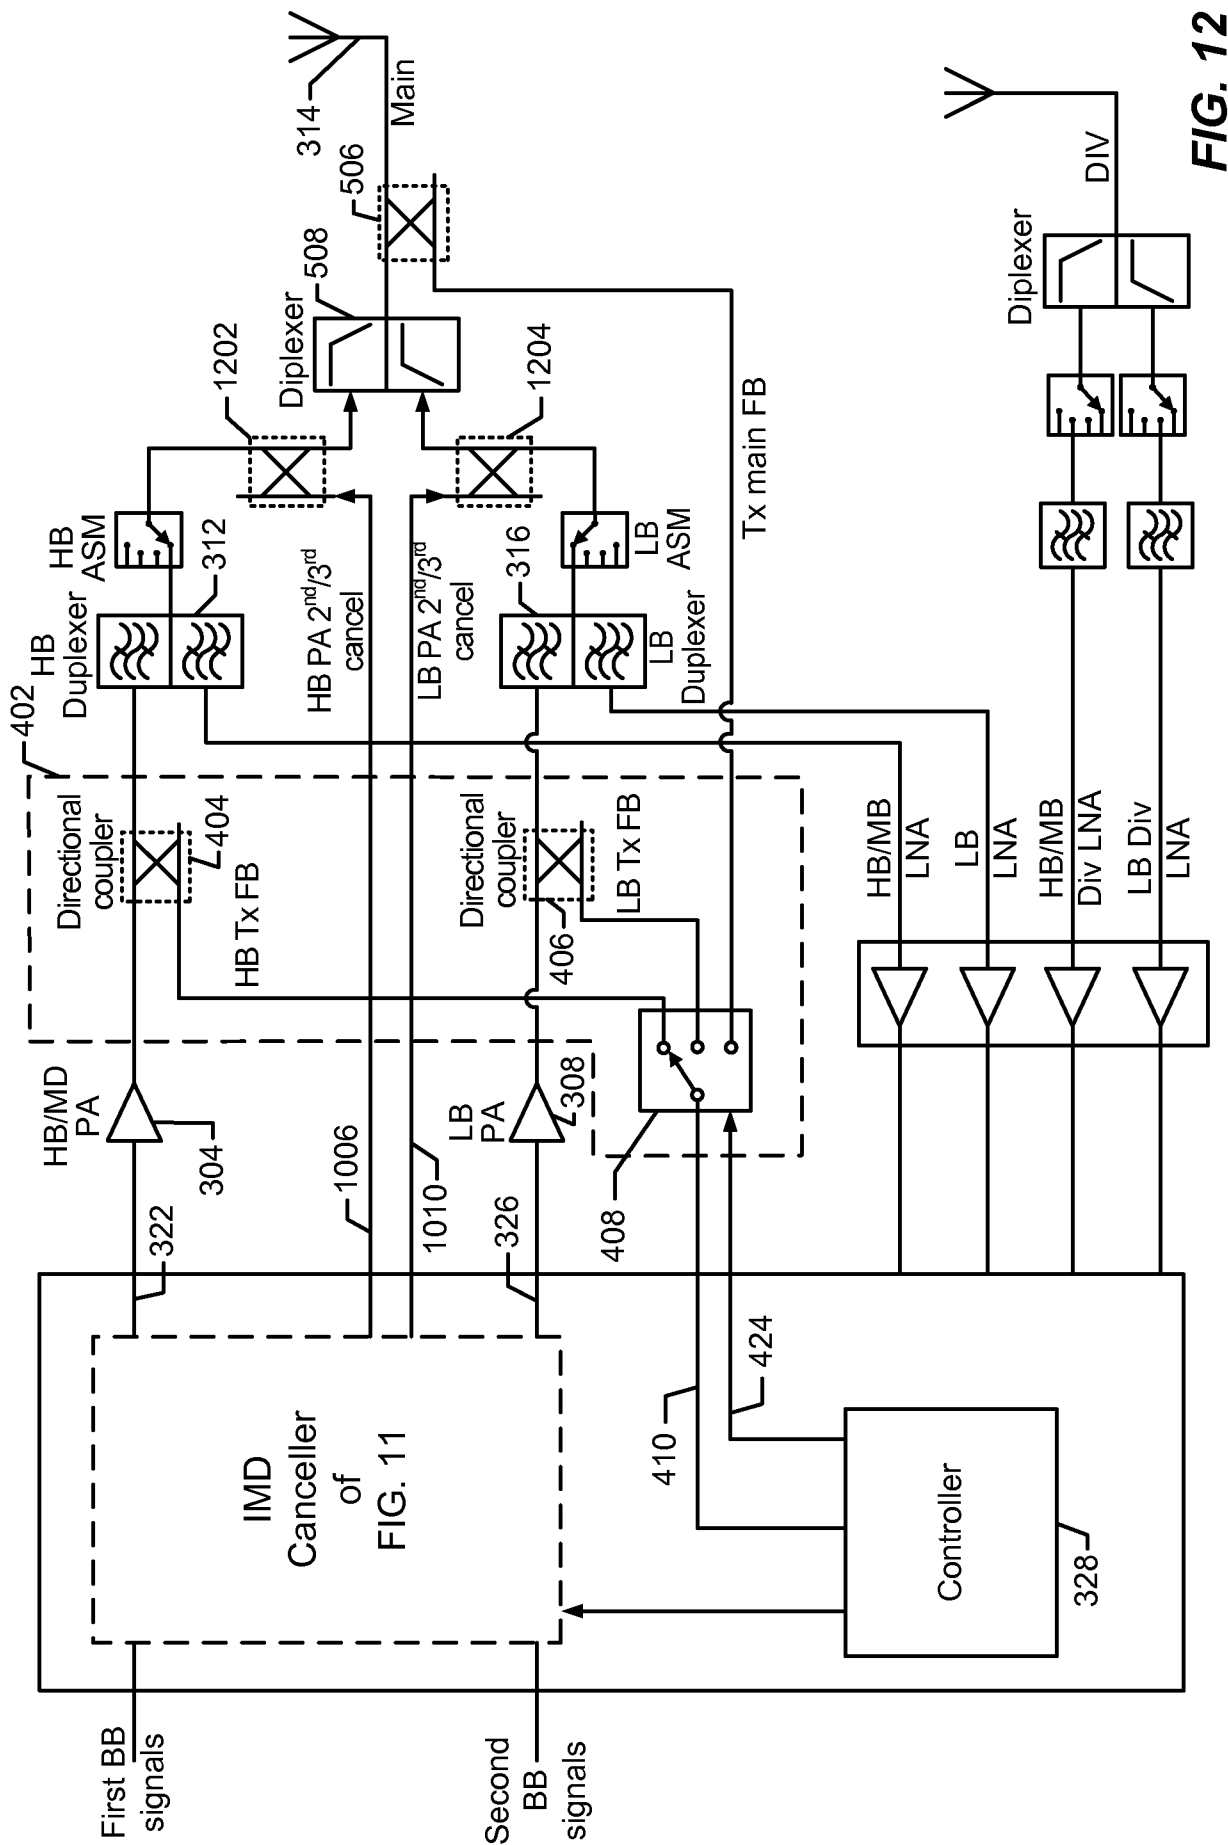 First BB
signals
Second
BB
signals
IMD
Canceller
of
FIG. 11
Controller
328
322
326
1006
1010
410
424
HB/MD
PA
304
LB
PA
308
408
402
Directional
coupler
404
HB Tx FB
Directional
coupler
406
LB Tx FB
HB
Duplexer
312
HB
ASM
HB PA 2nd/3rd
cancel
LB PA 2nd/3rd
cancel
316
LB
Duplexer
LB
ASM
1202
1204
Diplexer
508
506
314
Main
Tx main FB
HB/MB
LNA
LB
LNA
HB/MB
Div LNA
LB Div
LNA
Diplexer
DIV
FIG. 12